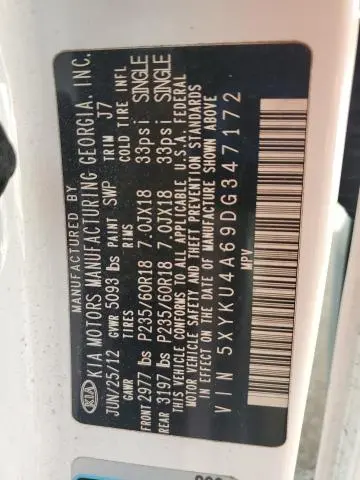 MANUFACTURED BY
KIA KIA MOTORS MANUFACTURING GEORGIA, INC.
JUN/25/12 GVWR 5093 lbs PAINT SWP TRIM J7
GAWR TIRES RIMS COLD TIRE INFL
FRONT 2977 lbs P235/60R18 7.0JX18 33psi SINGLE
REAR 3197 lbs P235/60R18 7.0JX18 33psi SINGLE
THIS VEHICLE CONFORMS TO ALL APPLICABLE U.S.A. FEDERAL
MOTOR VEHICLE SAFETY AND THEFT PREVENTION STANDARDS
IN EFFECT ON THE DATE OF MANUFACTURE SHOWN ABOVE
VIN 5XYKU4A69DG347172
MPV